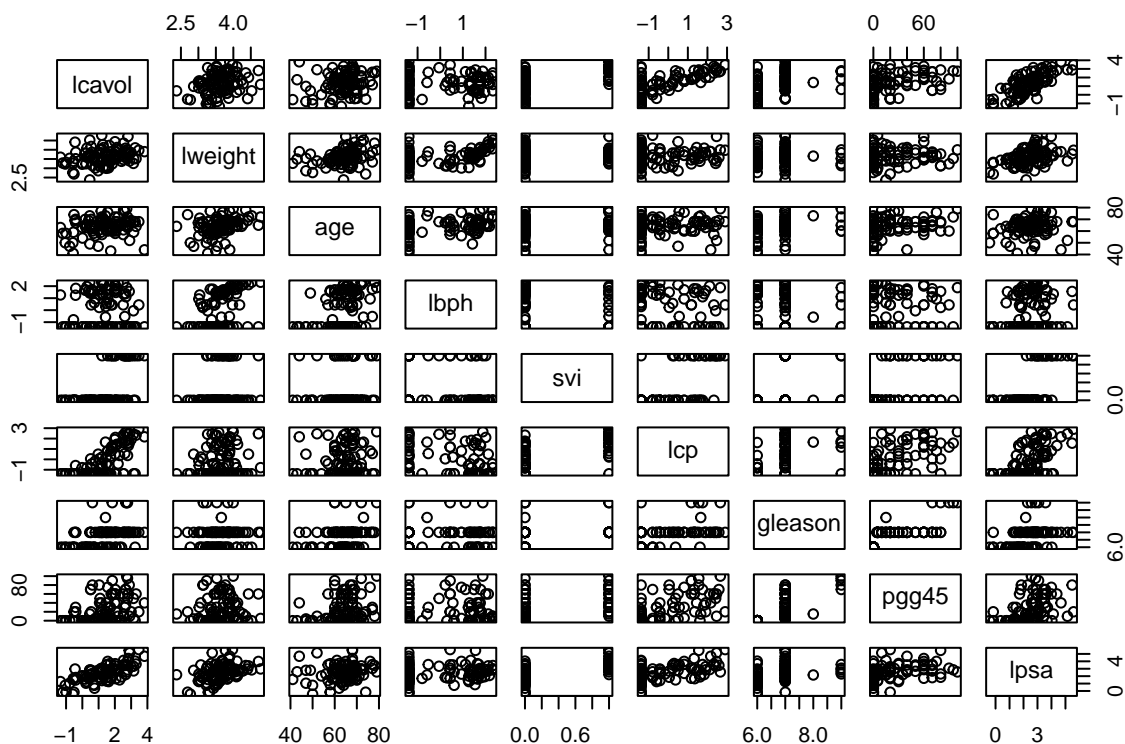 2.5 4.0 −1 1 −1 1 3 0 60
lcavol −1 4
2.5 lweight
age 40 80
−1 2 lbph
svi 0.0
−1 3 lcp
gleason 6.0
0 80 pgg45
lpsa 0 4
−1 2 4 40 60 80 0.0 0.6 6.0 8.0 0 3